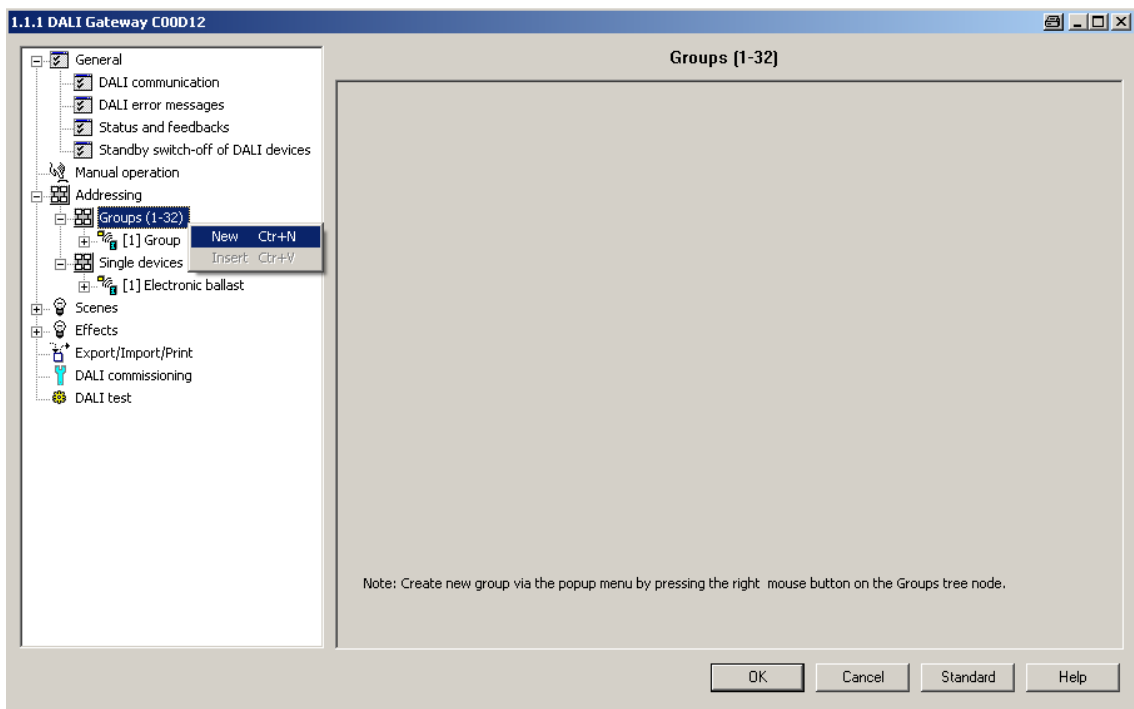 1.1.1 DALI Gateway C00D12
General
DALI communication
DALI error messages
Status and feedbacks
Standby switch-off of DALI devices
Manual operation
Addressing
Groups (1-32)
[1] Group
New Ctr+N
Insert Ctr+V
Single devices
[1] Electronic ballast
Scenes
Effects
Export/Import/Print
DALI commissioning
DALI test
Groups (1-32)
Note: Create new group via the popup menu by pressing the right mouse button on the Groups tree node.
OK Cancel Standard Help